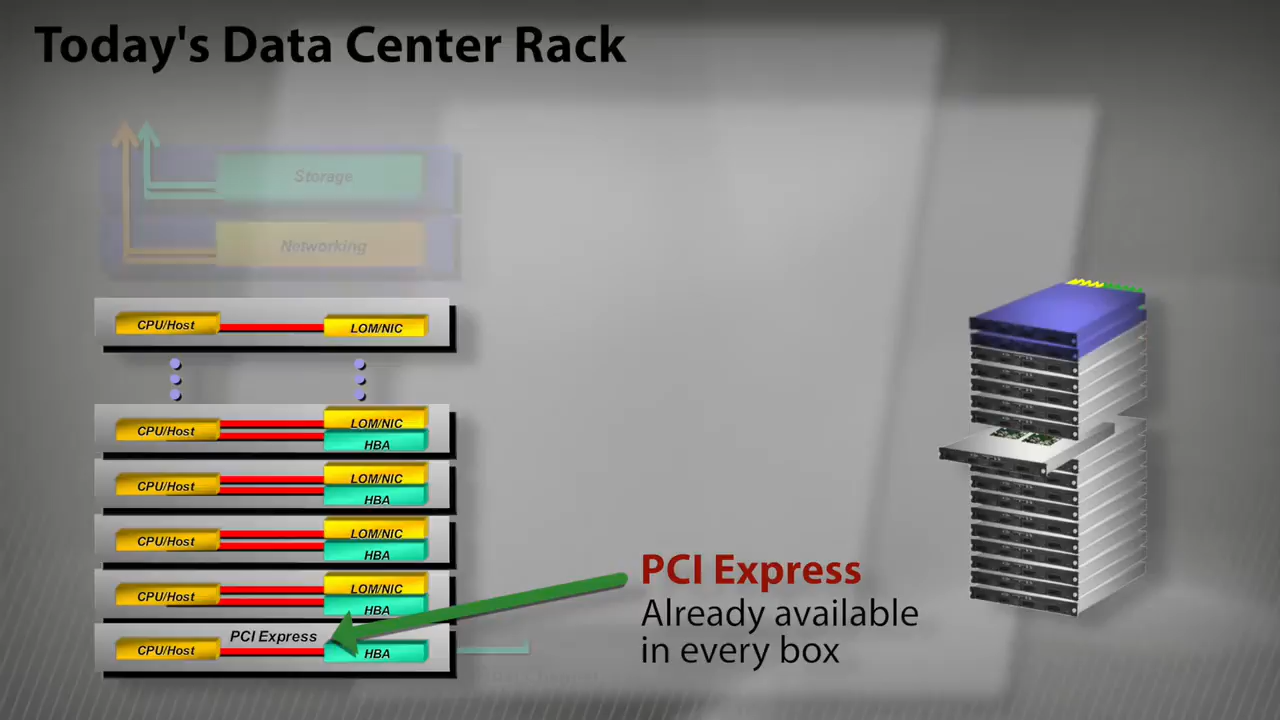 Today's Data Center Rack
Storage
Networking
CPU/Host LOM/NIC
CPU/Host LOM/NIC
HBA
CPU/Host LOM/NIC
HBA
CPU/Host LOM/NIC
HBA
CPU/Host LOM/NIC
HBA
PCI Express
CPU/Host HBA
PCI Express
Already available
in every box